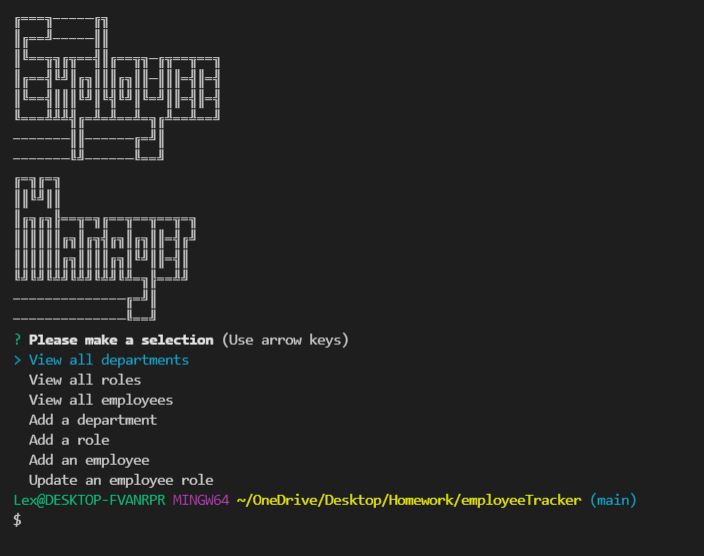 Employee
Manager
? Please make a selection (Use arrow keys)
> View all departments
View all roles
View all employees
Add a department
Add a role
Add an employee
Update an employee role
Lex@DESKTOP-FVANRPR MINGW64 ~/OneDrive/Desktop/Homework/employeeTracker (main)
$